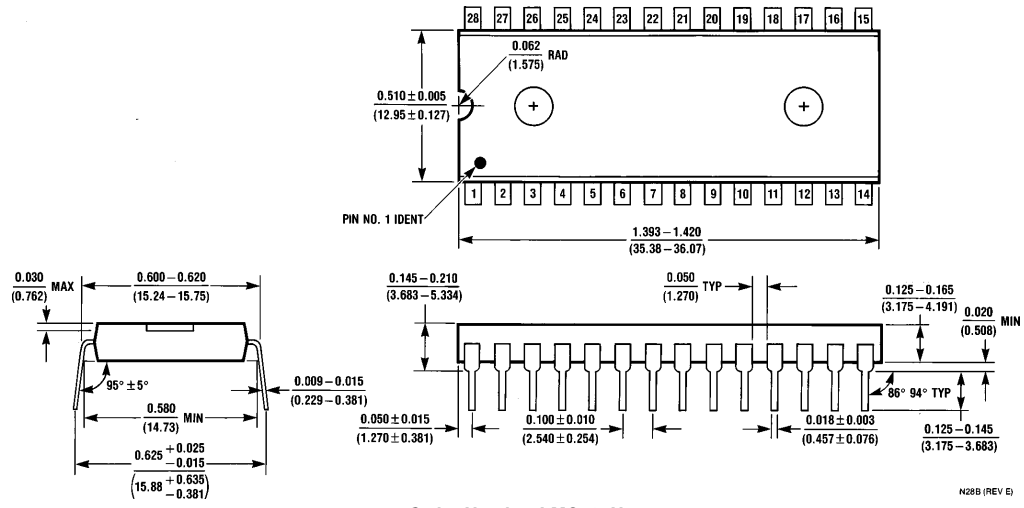 28 27 26 25 24 23 22 21 20 19 18 17 16 15
0.062
(1.575)
RAD
0.510 ± 0.005
(12.95 ± 0.127)
PIN NO. 1 IDENT
1 2 3 4 5 6 7 8 9 10 11 12 13 14
1.393 – 1.420
(35.38 – 36.07)
0.030
(0.762)
MAX
0.600 – 0.620
(15.24 – 15.75)
95° ± 5°
0.580
(14.73)
MIN
0.009 – 0.015
(0.229 – 0.381)
0.625 + 0.025
– 0.015
(15.88 + 0.635
– 0.381)
0.145 – 0.210
(3.683 – 5.334)
0.050
(1.270)
TYP
0.125 – 0.165
(3.175 – 4.191)
0.020
(0.508)
MIN
86° 94° TYP
0.050 ± 0.015
(1.270 ± 0.381)
0.100 ± 0.010
(2.540 ± 0.254)
0.018 ± 0.003
(0.457 ± 0.076)
0.125 - 0.145
(3.175 – 3.683)
N28B (REV E)